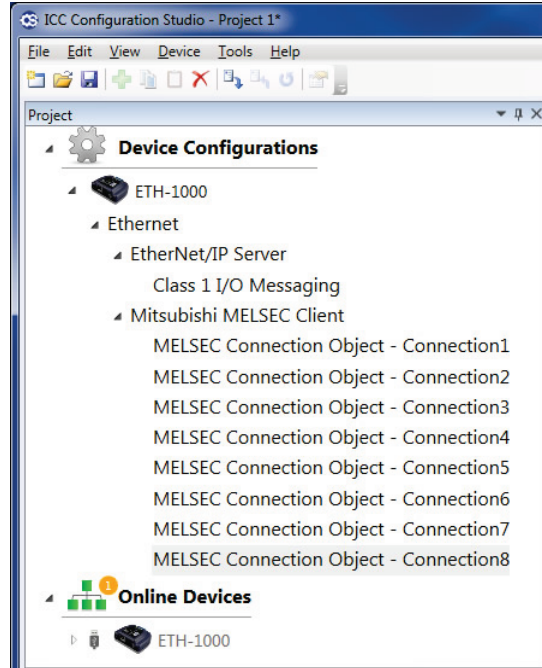 ICC Configuration Studio - Project 1*
File Edit View Device Tools Help
Project
Device Configurations
ETH-1000
Ethernet
EtherNet/IP Server
Class 1 I/O Messaging
Mitsubishi MELSEC Client
MELSEC Connection Object - Connection1
MELSEC Connection Object - Connection2
MELSEC Connection Object - Connection3
MELSEC Connection Object - Connection4
MELSEC Connection Object - Connection5
MELSEC Connection Object - Connection6
MELSEC Connection Object - Connection7
MELSEC Connection Object - Connection8
1
Online Devices
ETH-1000